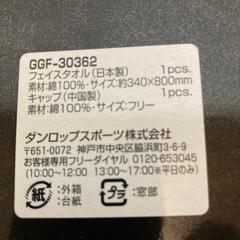 GGF-30362
フェイスタオル(日本製) 1pcs.
素材:綿100%・サイズ:約340×800mm
キャップ(中国製) 1pcs.
素材:綿100%・サイズ:フリー
ダンロップスポーツ株式会社
〒651-0072 神戸市中央区脇浜町3-6-9
お客様専用フリーダイヤル 0120-653045
(10:00~12:00 13:00~17:00※平日のみ)
紙 :外箱 :台紙
プラ :窓部